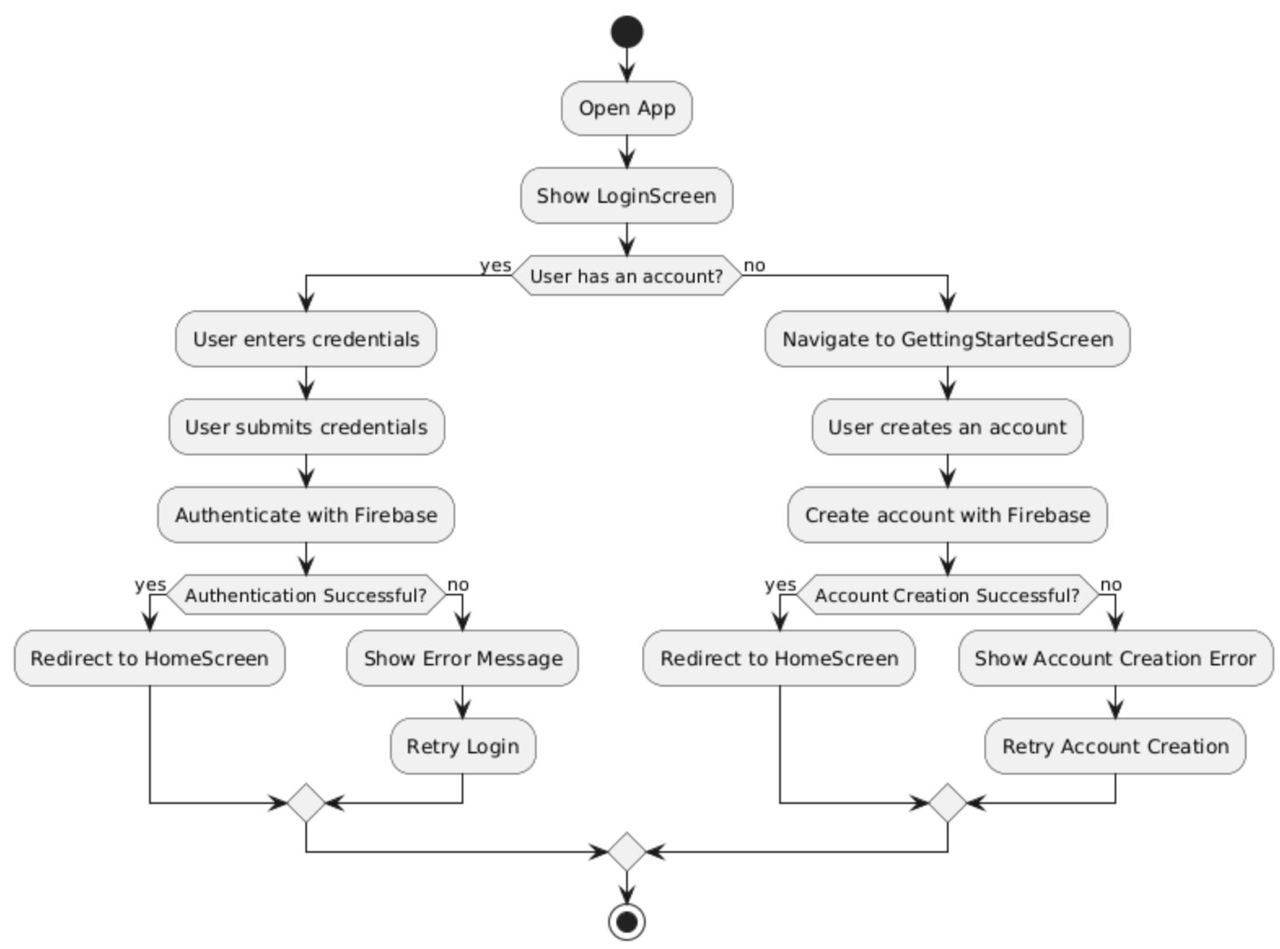 Open App
Show LoginScreen
yes
User has an account?
no
User enters credentials
Navigate to GettingStartedScreen
User submits credentials
User creates an account
Authenticate with Firebase
Create account with Firebase
yes
Authentication Successful?
no
yes
Account Creation Successful?
no
Redirect to HomeScreen
Show Error Message
Redirect to HomeScreen
Show Account Creation Error
Retry Login
Retry Account Creation